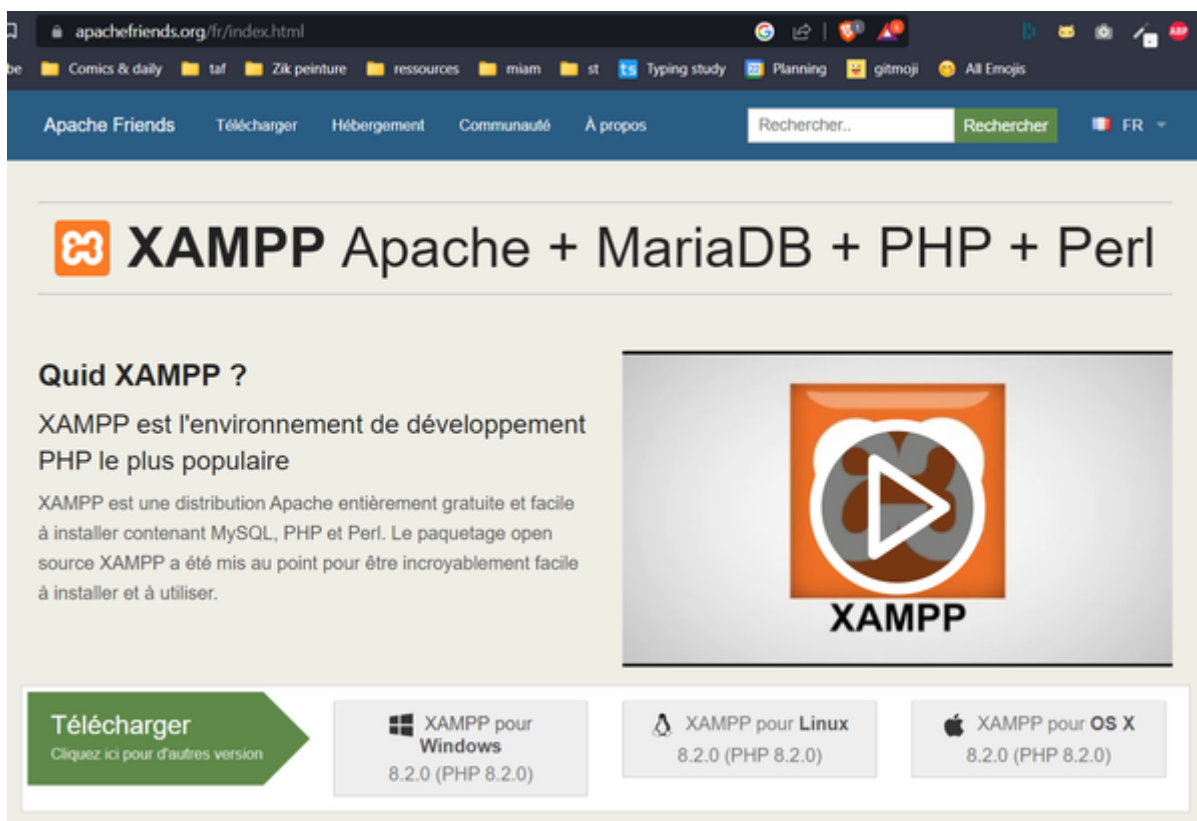 apachefriends.org/fr/index.html
be Comics & daily taf Zik peinture ressources miam st ts Typing study Planning gitmoji All Emojis
Apache Friends Télécharger Hébergement Communauté À propos Rechercher.. Rechercher FR
XAMPP Apache + MariaDB + PHP + Perl
Quid XAMPP ?
XAMPP est l'environnement de développement
PHP le plus populaire
XAMPP est une distribution Apache entièrement gratuite et facile
à installer contenant MySQL, PHP et Perl. Le paquetage open
source XAMPP a été mis au point pour être incroyablement facile
à installer et à utiliser.
XAMPP
Télécharger
Cliquez ici pour d'autres version
XAMPP pour
Windows
8.2.0 (PHP 8.2.0)
XAMPP pour Linux
8.2.0 (PHP 8.2.0)
XAMPP pour OS X
8.2.0 (PHP 8.2.0)